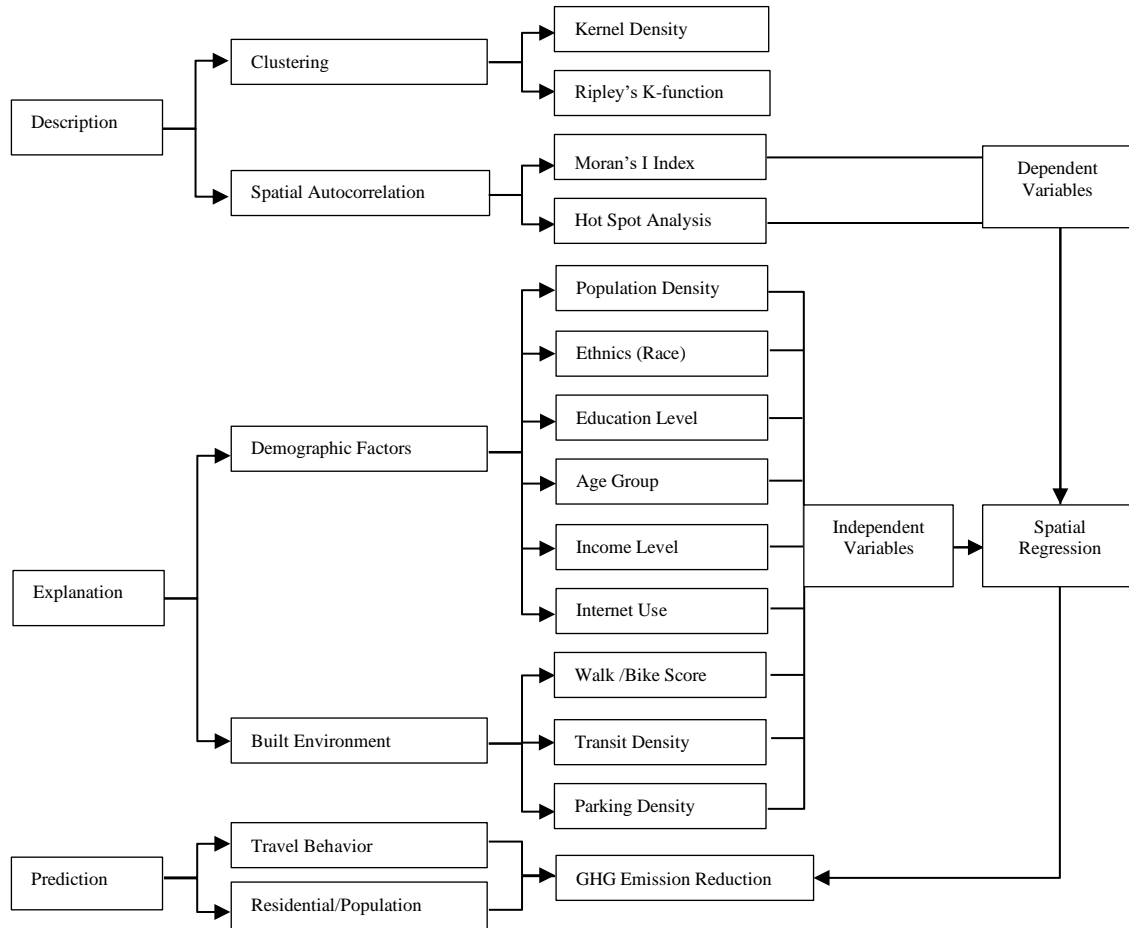 Kernel Density
Clustering
Ripley's K-function
Description
Moran's I Index
Dependent
Variables
Spatial Autocorrelation
Hot Spot Analysis
Population Density
Ethnics (Race)
Education Level
Demographic Factors
Age Group
Independent
Variables
Spatial
Regression
Income Level
Explanation
Internet Use
Walk /Bike Score
Built Environment
Transit Density
Parking Density
Travel Behavior
Prediction
GHG Emission Reduction
Residential/Population